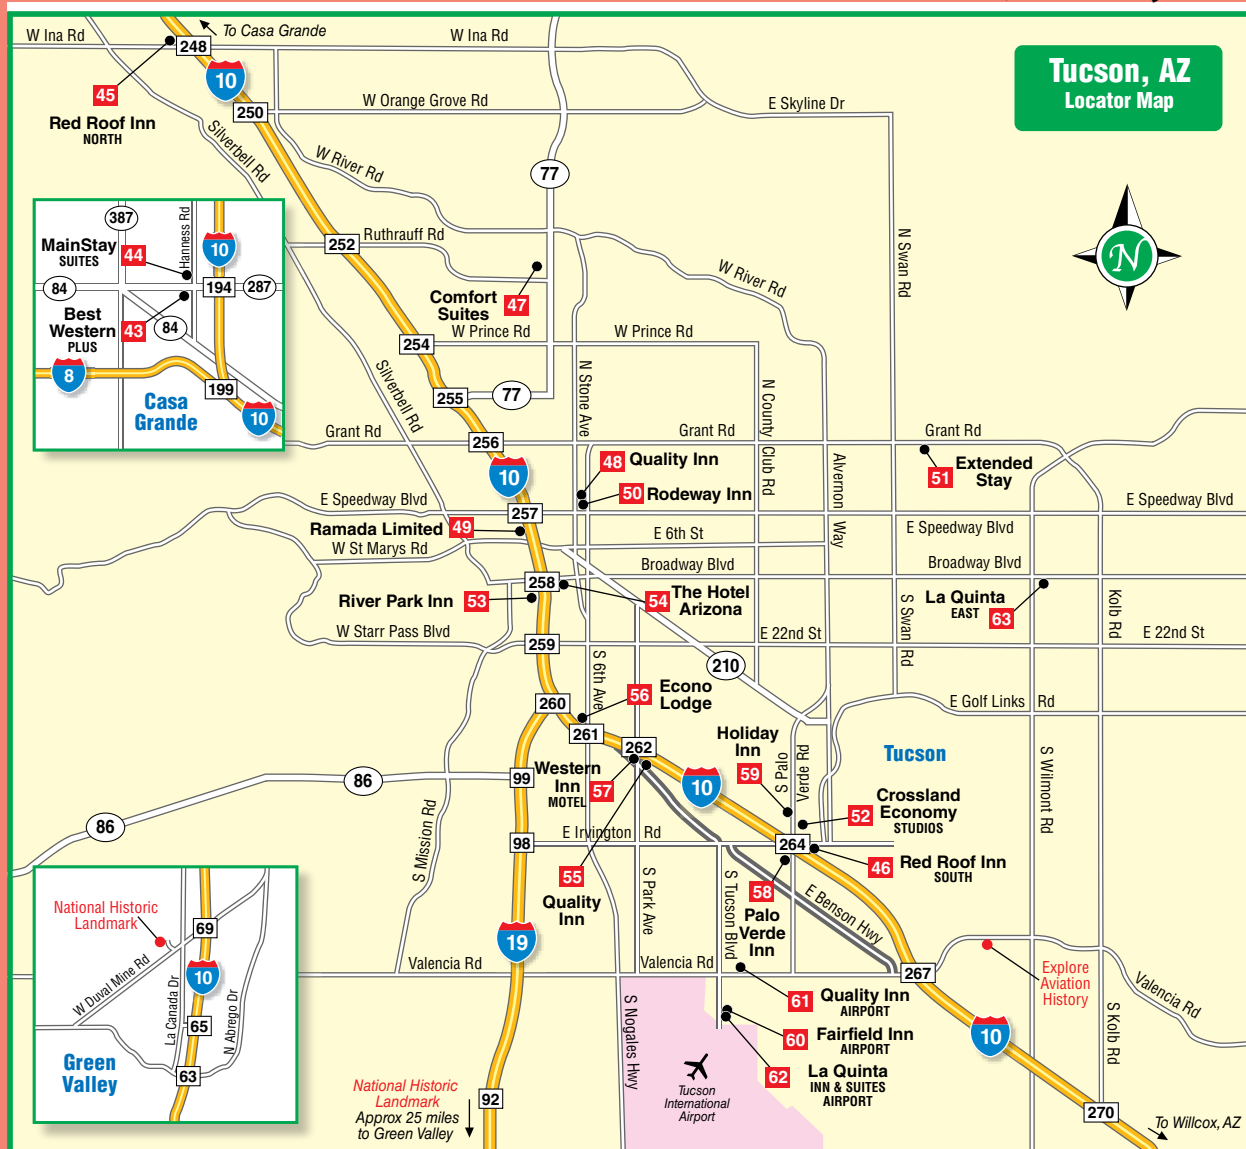 To Casa Grande
W Ina Rd
W Ina Rd
248
10
45
Red Roof Inn
NORTH
250
W Orange Grove Rd
E Skyline Dr
Tucson, AZ
Locator Map
Silverbell Rd
W River Rd
77
N
387
Hanness Rd
10
MainStay
SUITES
44
84
194
287
Best
Western
PLUS
43
84
8
199
10
Casa
Grande
252
Ruthrauff Rd
N Swan Rd
W River Rd
Comfort
Suites
47
254
W Prince Rd
W Prince Rd
255
77
Silverbell Rd
N Stone Ave
N County
Club Rd
Grant Rd
256
Grant Rd
Grant Rd
10
48
Quality Inn
50
Rodeway Inn
Alvernon
Way
51
Extended
Stay
E Speedway Blvd
257
E Speedway Blvd
E Speedway Blvd
Ramada Limited
49
W St Marys Rd
E 6th St
Broadway Blvd
Broadway Blvd
258
River Park Inn
53
54
The Hotel
Arizona
La Quinta
EAST
63
S Swan
Rd
Kolb Rd
W Starr Pass Blvd
259
E 22nd St
E 22nd St
210
S 6th Ave
56
Econo
Lodge
260
261
262
E Golf Links
Rd
Holiday
Inn
59
S Palo
Verde Rd
Tucson
86
99
Western
Inn
MOTEL
57
10
S Wilmont Rd
52
Crossland
Economy
STUDIOS
86
S Mission Rd
98
E Irvington
Rd
264
46
Red Roof Inn
SOUTH
55
Quality
Inn
S Park Ave
S Tucson Blvd
58
Palo
Verde
Inn
E Benson Hwy
19
Valencia Rd
Valencia Rd
267
Explore
Aviation
History
Valencia Rd
61
Quality Inn
AIRPORT
60
Fairfield Inn
AIRPORT
62
La Quinta
INN & SUITES
AIRPORT
S Nogales Hwy
Tucson
International
Airport
10
S Kolb Rd
270
To Willcox, AZ
National Historic
Landmark
69
W Duval Mine Rd
10
La Canada Dr
N Abrego Dr
65
63
Green
Valley
National Historic
Landmark
Approx 25 miles
to Green Valley
92